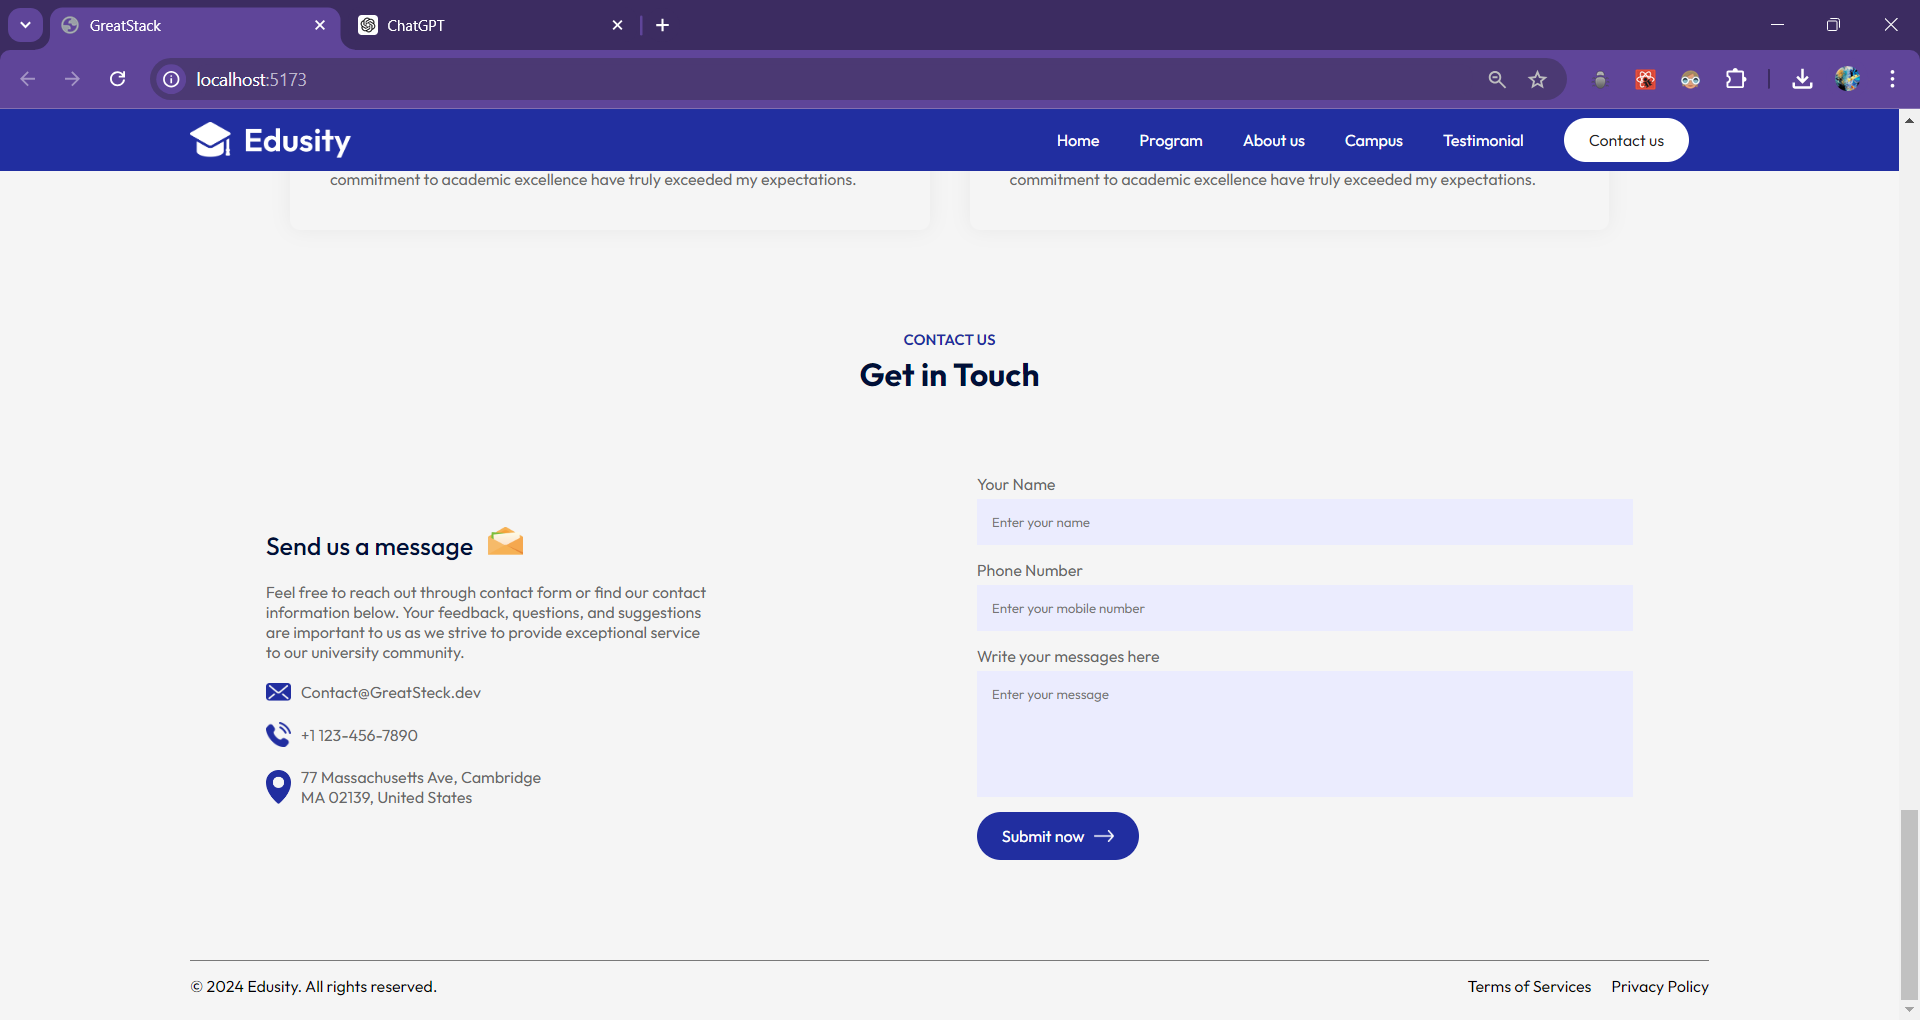 GreatStack
ChatGPT
localhost:5173
Edusity
Home
Program
About us
Campus
Testimonial
Contact us
commitment to academic excellence have truly exceeded my expectations.
commitment to academic excellence have truly exceeded my expectations.
CONTACT US
Get in Touch
Send us a message
Feel free to reach out through contact form or find our contact
information below. Your feedback, questions, and suggestions
are important to us as we strive to provide exceptional service
to our university community.
Contact@GreatSteck.dev
+1 123-456-7890
77 Massachusetts Ave, Cambridge
MA 02139, United States
Your Name
Enter your name
Phone Number
Enter your mobile number
Write your messages here
Enter your message
Submit now
© 2024 Edusity. All rights reserved.
Terms of Services
Privacy Policy